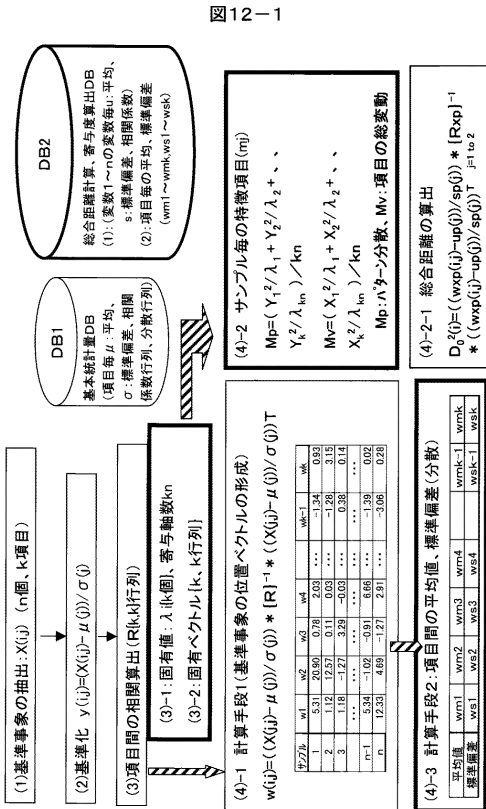 図12－1
(1)基準事象の抽出：X(ij) (n個、k項目)
(2)基準化 y(i,j)=(X(i,j)-μ(j))/σ(j)
(3)項目間の相関算出(R[k,k]行列)
(3)-1：固有値：λi[k個]、寄与軸数kn
(3)-2：固有ベクトル[k、k行列]
DB1
基本統計量DB
(項目毎μ：平均、
σ：標準偏差、相関
係数行列、分散行列)
DB2
総合距離計算、寄与度算出DB
(1)：(変数1～nの変数毎u：平均、
s：標準偏差、相関係数)
(2)：項目毎の平均、標準偏差
(wm1～wmk,ws1～wsk)
(4)-1 計算手段1(基準事象の位置ベクトルの形成)
w(i,j)=((X(i,j)-μ(j))/σ(j)) * [R]-1 * ((X(i,j)-μ(j))/σ(j))T
サンプル w1 w2 w3 w4 wk-1 wk
1 5.31 20.90 0.78 2.03 ・・・ -1.34 0.93
2 1.12 12.57 0.11 0.03 ・・・ -1.28 3.15
3 1.18 -1.27 3.29 -0.03 ・・・ 0.38 0.14
・・・ ・・・ ・・・
n-1 5.34 -1.02 -0.91 6.66 ・・・ -1.39 0.02
n 12.33 4.69 -1.27 2.91 ・・・ -3.06 0.28
(4)-2 サンプル毎の特徴項目(mj)
Mp=( Y₁²/λ₁ + Y₂²/λ₂ +、、
Yk²/λkn )/kn
Mv=( X₁²/λ₁ + X₂²/λ₂ +、、
Xk²/λkn )/kn
Mp：パターン分散、Mv：項目の総変動
(4)-3 計算手段2：項目間の平均値、標準偏差(分散)
平均値 wm1 wm2 wm3 wm4 wmk-1 wmk
標準偏差 ws1 ws2 ws3 ws4 wsk-1 wsk
(4)-2-1 総合距離の算出
D₀²(i)=((wxp(i,j)-up(j))/sp(j)) * [Rxp]-1
* ((wxp(i,j)-up(j))/sp(j))T j=1 to 2